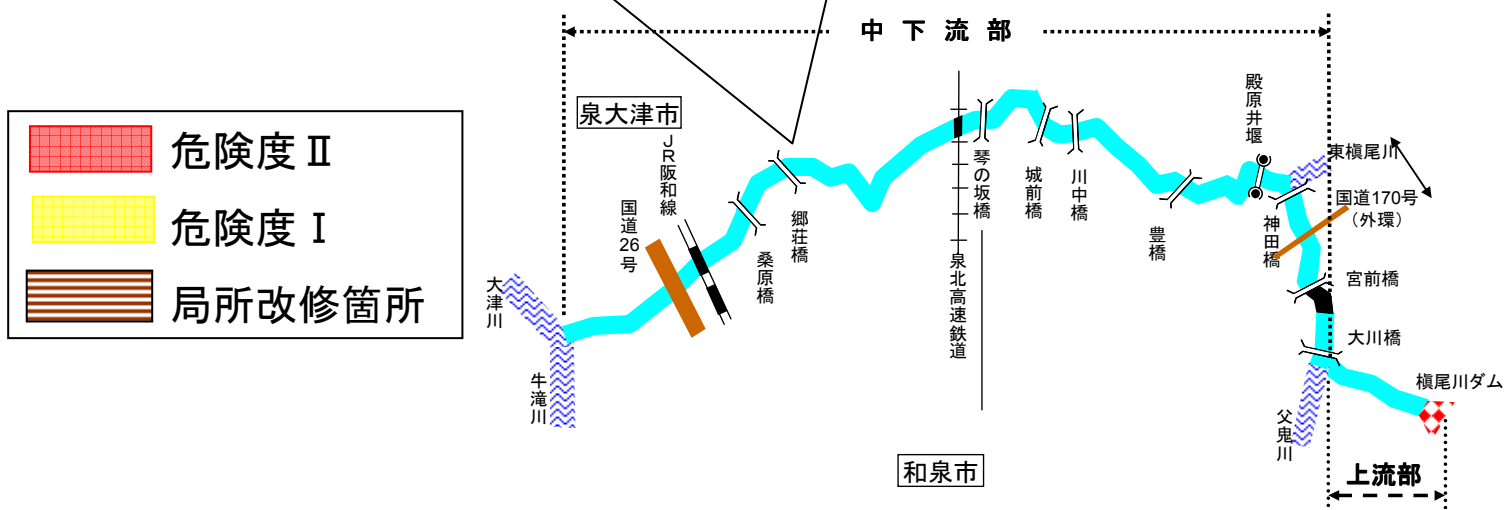 中下流部
危険度Ⅱ
危険度Ⅰ
局所改修箇所
泉大津市
JR阪和線
国道26号
大津川
牛滝川
桑原橋
郷荘橋
泉北高速鉄道
琴の坂橋
城前橋
川中橋
豊橋
殿原井堰
神田橋
東槇尾川
国道170号
（外環）
宮前橋
大川橋
槇尾川ダム
父鬼川
和泉市
上流部